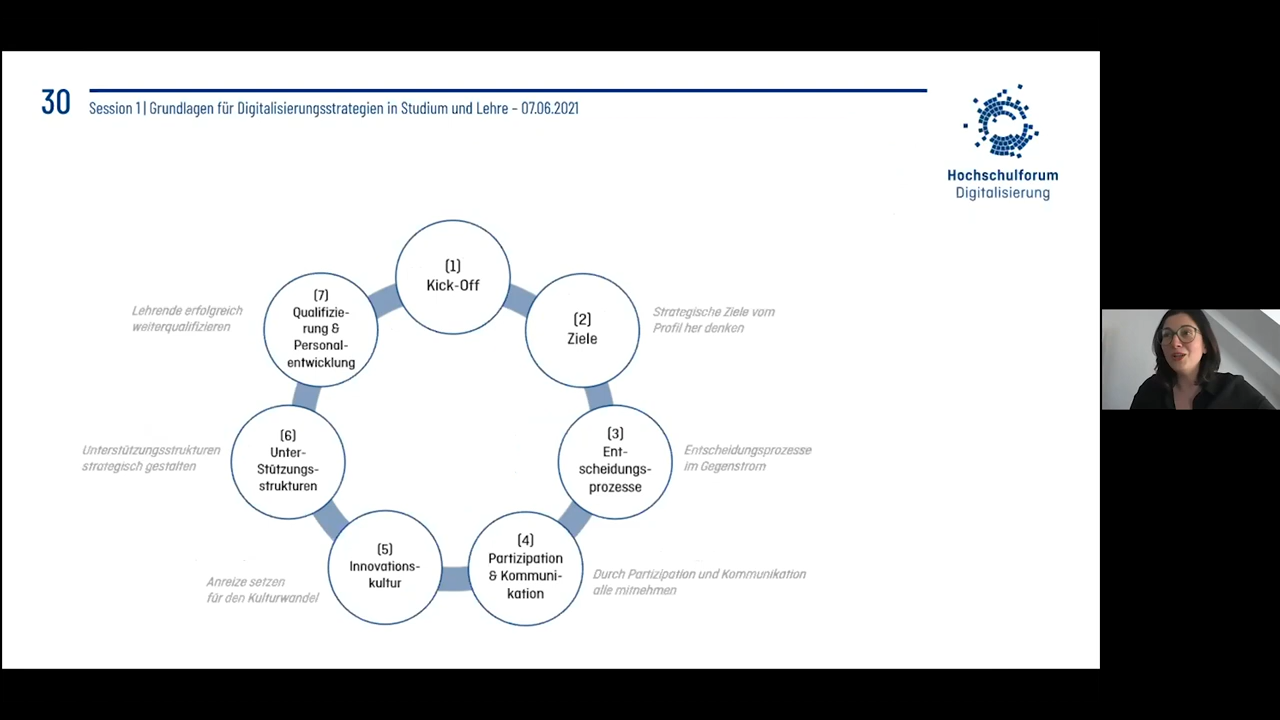 30
Session 1 | Grundlagen für Digitalisierungsstrategien in Studium und Lehre – 07.06.2021
Hochschulforum
Digitalisierung
(1)
Kick-Off
(2)
Ziele
Strategische Ziele vom
Profil her denken
(3)
Ent-
scheidungs-
prozesse
Entscheidungsprozesse
im Gegenstrom
(4)
Partizipation
& Kommuni-
kation
Durch Partizipation und Kommunikation
alle mitnehmen
(5)
Innovations-
kultur
Anreize setzen
für den Kulturwandel
(6)
Unter-
Stützungs-
strukturen
Unterstützungsstrukturen
strategisch gestalten
(7)
Qualifizie-
rung &
Personal-
entwicklung
Lehrende erfolgreich
weiterqualifizieren